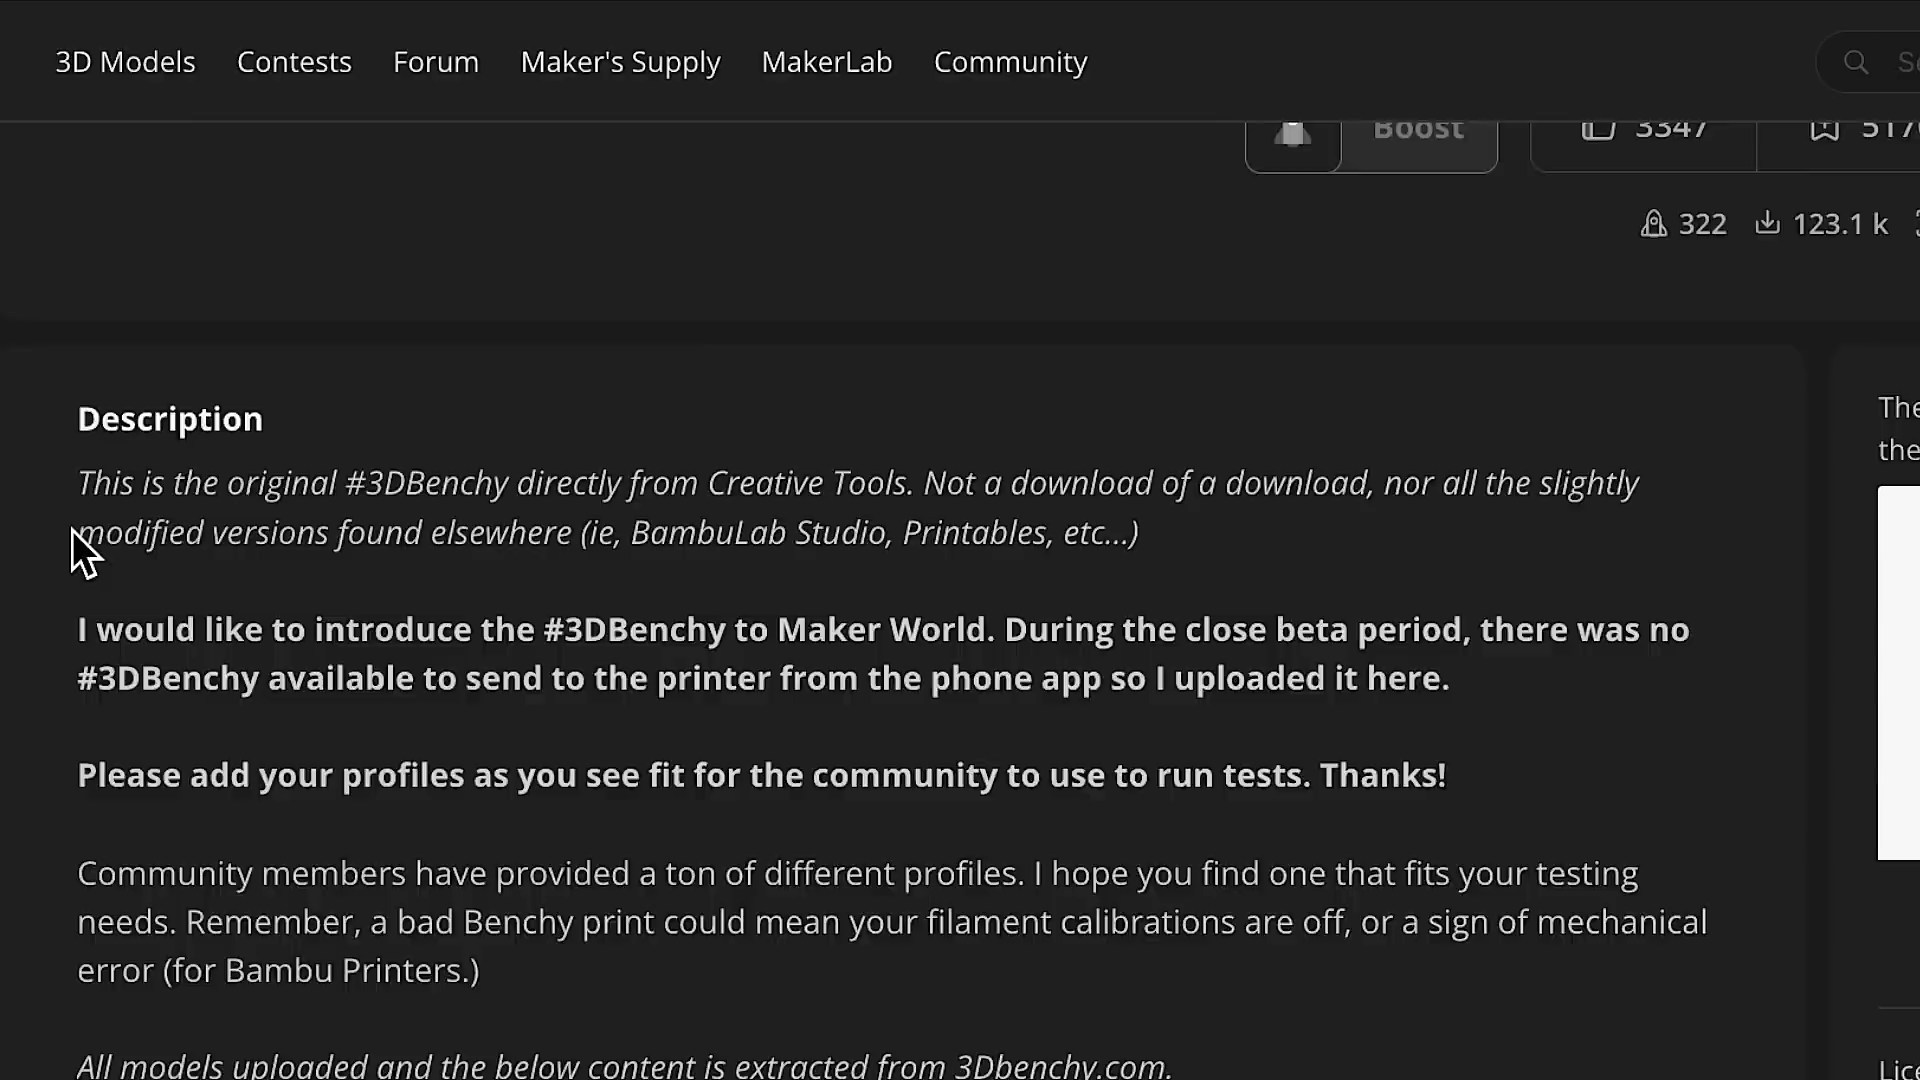 3D Models Contests Forum Maker's Supply MakerLab Community
Boost 3347
322 123.1 k
Description
This is the original #3DBenchy directly from Creative Tools. Not a download of a download, nor all the slightly
modified versions found elsewhere (ie, BambuLab Studio, Printables, etc...)
I would like to introduce the #3DBenchy to Maker World. During the close beta period, there was no
#3DBenchy available to send to the printer from the phone app so I uploaded it here.
Please add your profiles as you see fit for the community to use to run tests. Thanks!
Community members have provided a ton of different profiles. I hope you find one that fits your testing
needs. Remember, a bad Benchy print could mean your filament calibrations are off, or a sign of mechanical
error (for Bambu Printers.)
All models uploaded and the below content is extracted from 3Dbenchy.com.